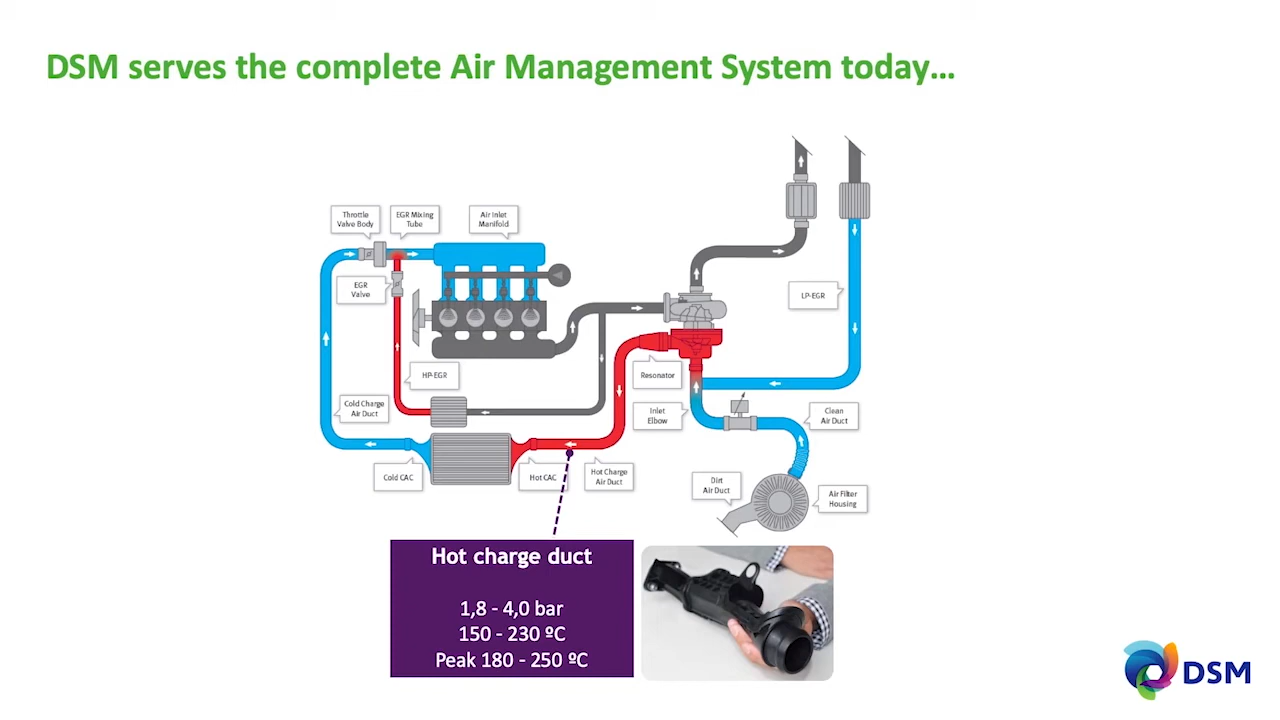 DSM serves the complete Air Management System today…
Throttle
Valve Body
EGR Mixing
Tube
Air Inlet
Manifold
EGR
Valve
LP-EGR
HP-EGR
Resonator
Cold Charge
Air Duct
Inlet
Elbow
Clean
Air Duct
Cold CAC
Hot CAC
Hot Charge
Air Duct
Dirt
Air Duct
Air Filter
Housing
Hot charge duct
1,8 - 4,0 bar
150 - 230 ºC
Peak 180 - 250 ºC
DSM